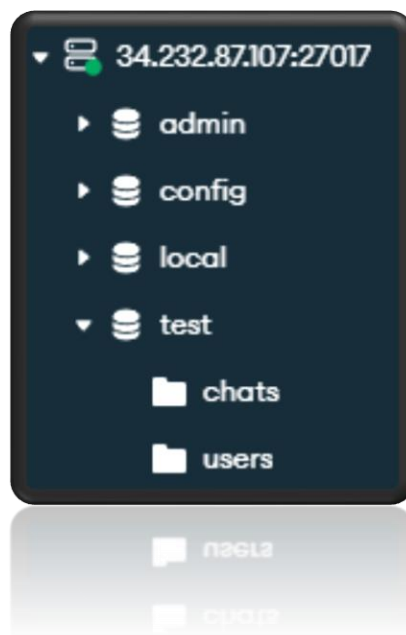 34.232.87.107:27017
admin
config
local
test
chats
users